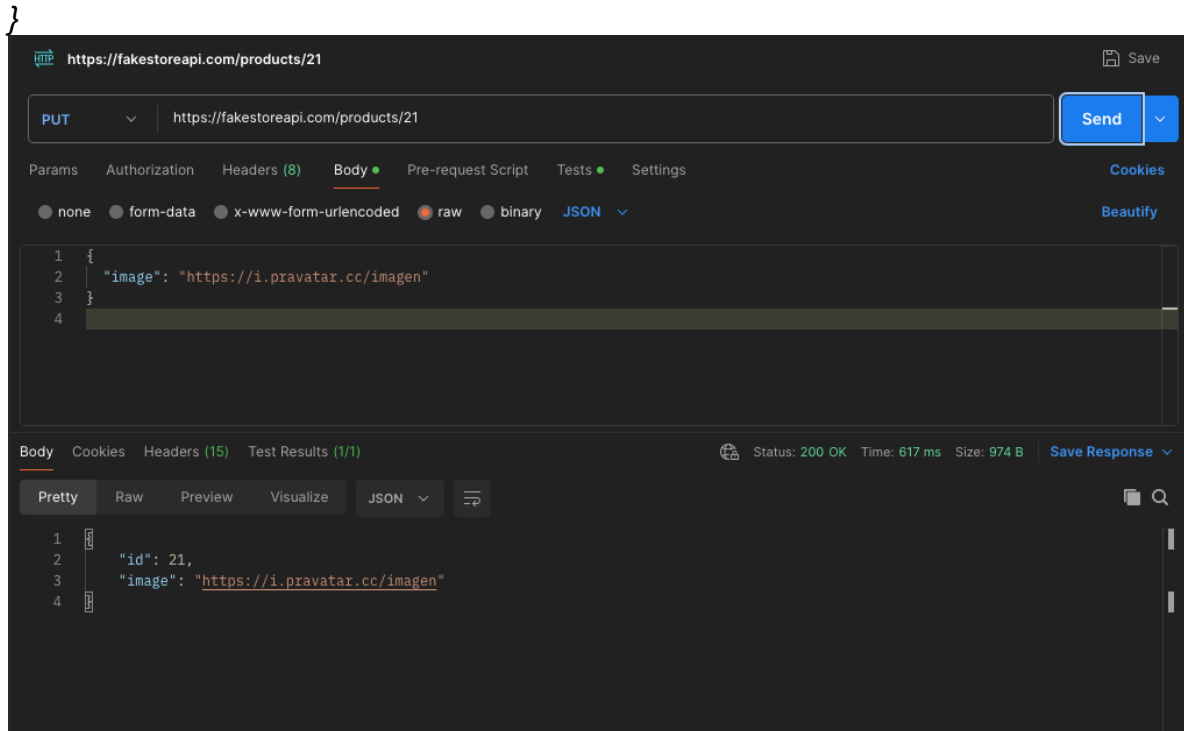 }
HTTP https://fakestoreapi.com/products/21 Save
PUT https://fakestoreapi.com/products/21 Send
Params Authorization Headers (8) Body Pre-request Script Tests Settings Cookies
none form-data x-www-form-urlencoded raw binary JSON Beautify
1 {
2 "image": "https://i.pravatar.cc/imagen"
3 }
4
Body Cookies Headers (15) Test Results (1/1) Status: 200 OK Time: 617 ms Size: 974 B Save Response
Pretty Raw Preview Visualize JSON
1 {
2 "id": 21,
3 "image": "https://i.pravatar.cc/imagen"
4 }